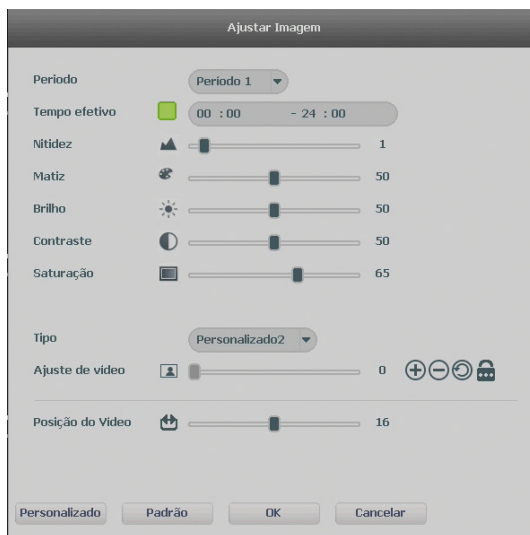 Ajustar Imagem
Periodo Periodo 1
Tempo efetivo 00 :00 - 24 : 00
Nitidez 1
Matiz 50
Brilho 50
Contraste 50
Saturação 65
Tipo Personalizado2
Ajuste de vídeo 0
Posição do Vídeo 16
Personalizado Padrão OK Cancelar